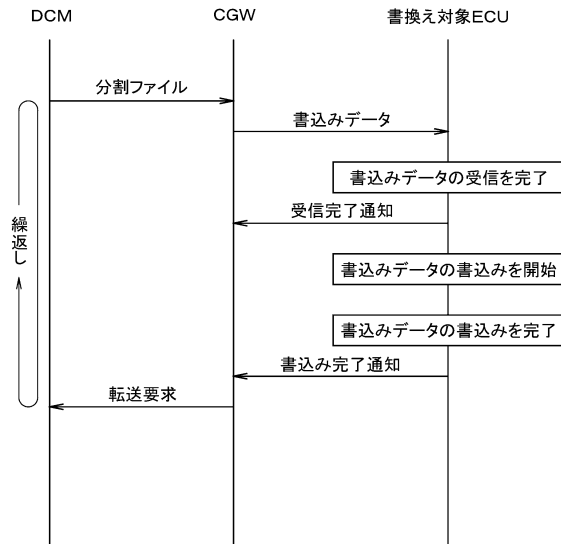 DCM
CGW
書換え対象ECU
分割ファイル
書込みデータ
書込みデータの受信を完了
受信完了通知
繰返し
書込みデータの書込みを開始
書込みデータの書込みを完了
書込み完了通知
転送要求